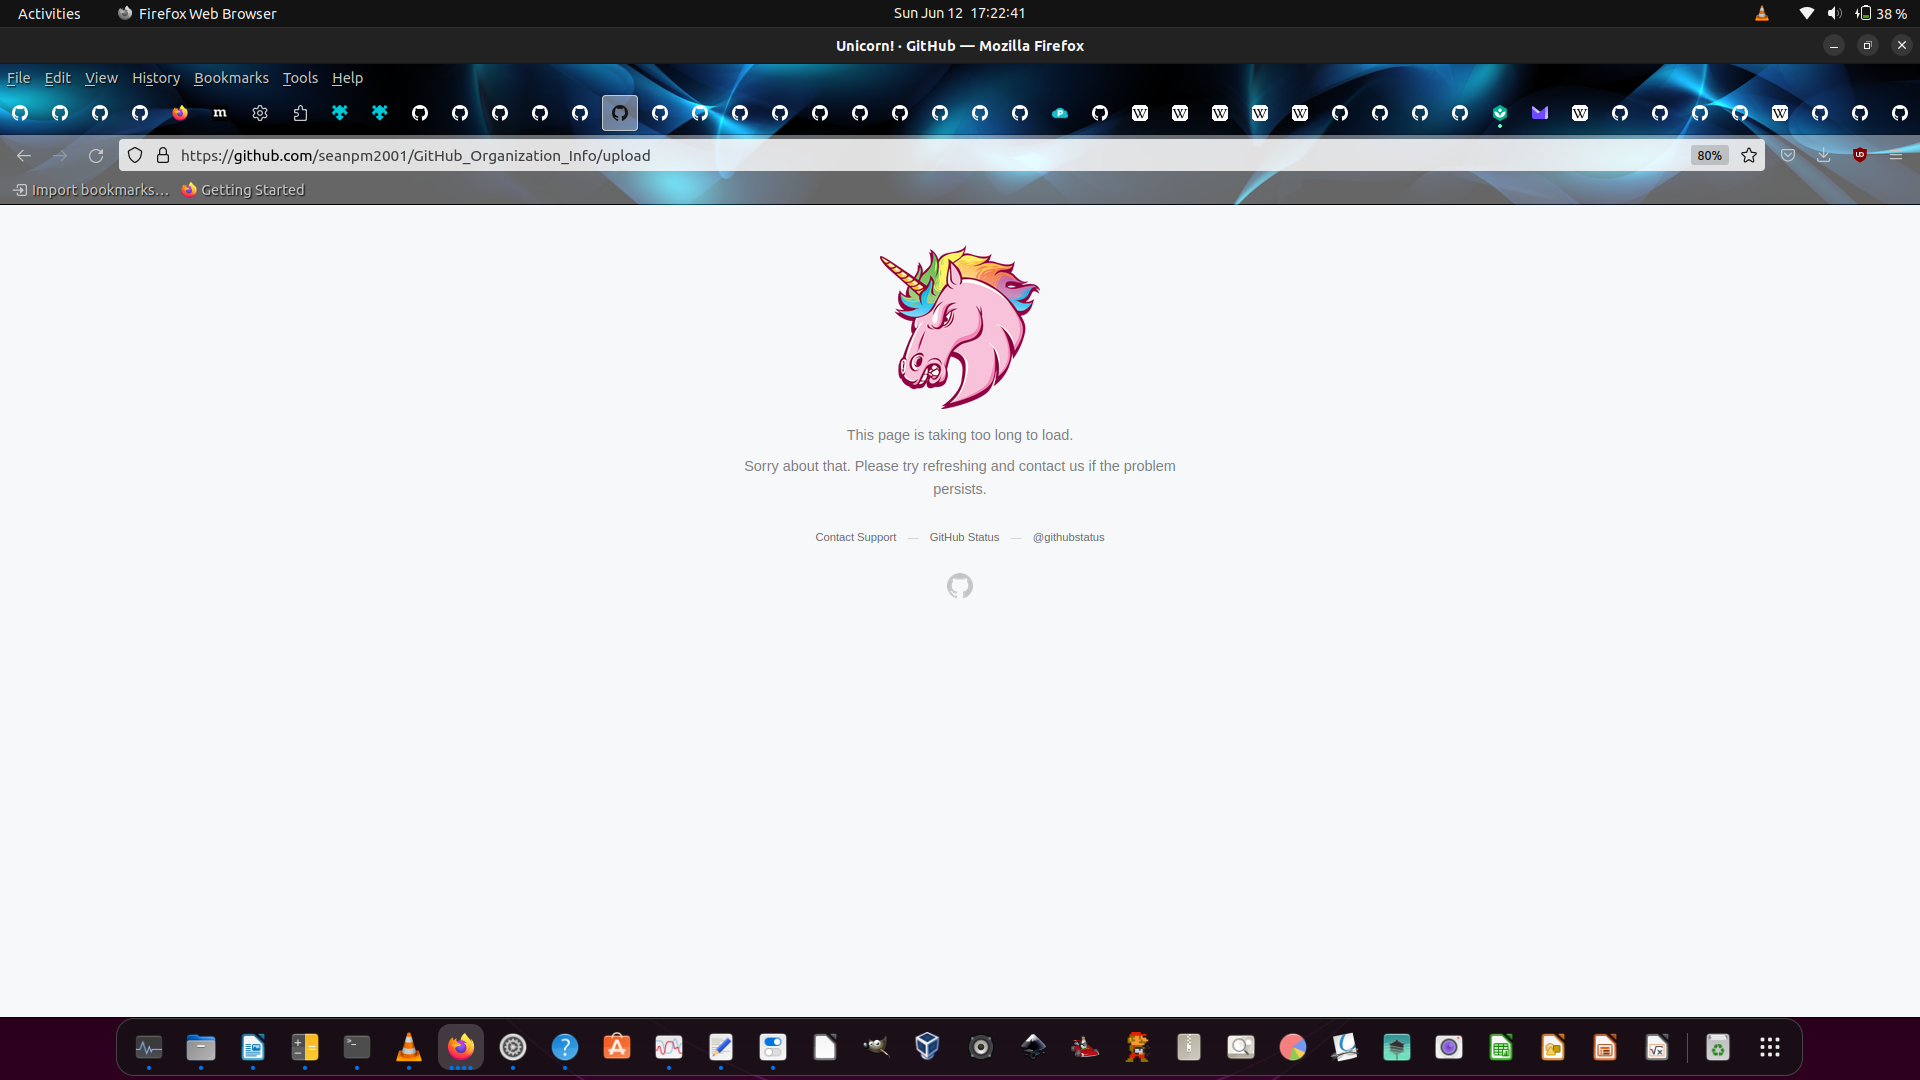 Activities
Firefox Web Browser
Sun Jun 12 17:22:41
38 %
Unicorn! · GitHub — Mozilla Firefox
File Edit View History Bookmarks Tools Help
https://github.com/seanpm2001/GitHub_Organization_Info/upload
80%
Import bookmarks...
Getting Started
This page is taking too long to load.
Sorry about that. Please try refreshing and contact us if the problem
persists.
Contact Support — GitHub Status — @githubstatus